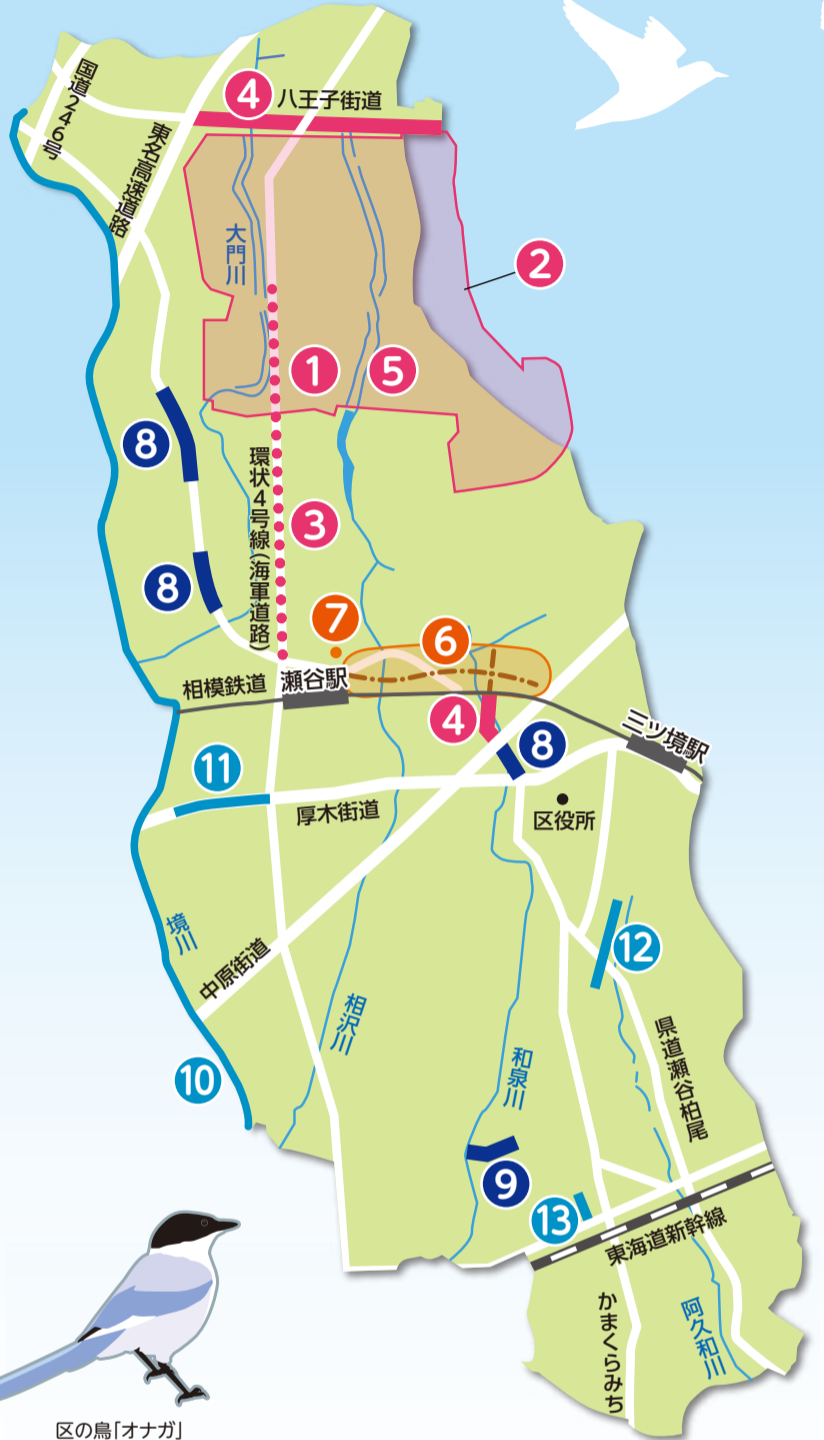 国道246号
東名高速道路
4
八王子街道
大門川
2
1
5
8
環状4号線(海軍道路)
3
8
7
6
相模鉄道
瀬谷駅
4
8
三ツ境駅
11
厚木街道
区役所
境川
中原街道
12
相沢川
県道瀬谷柏尾
10
和泉川
9
13
東海道新幹線
かまくらみち
阿久和川
区の鳥「オナガ」